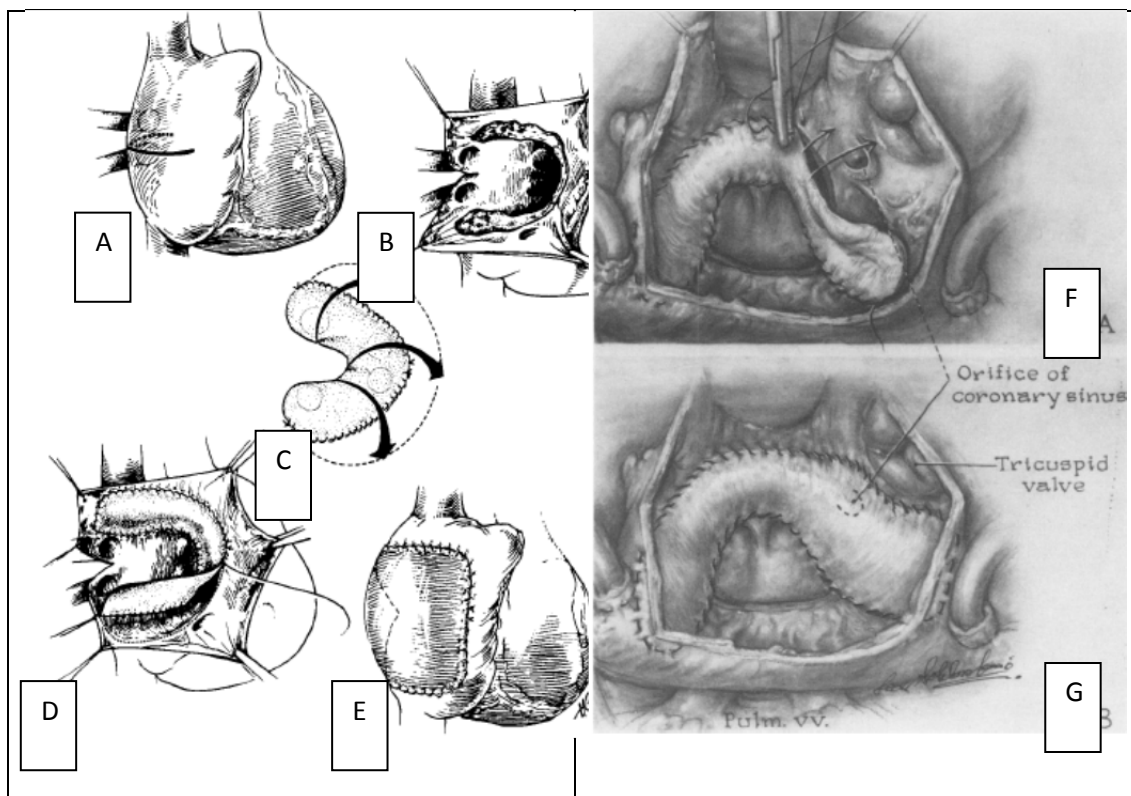 A
B
C
D
E
F
A
Orifice of
coronary sinus
Tricuspid
valve
Pulm. vv.
G
B